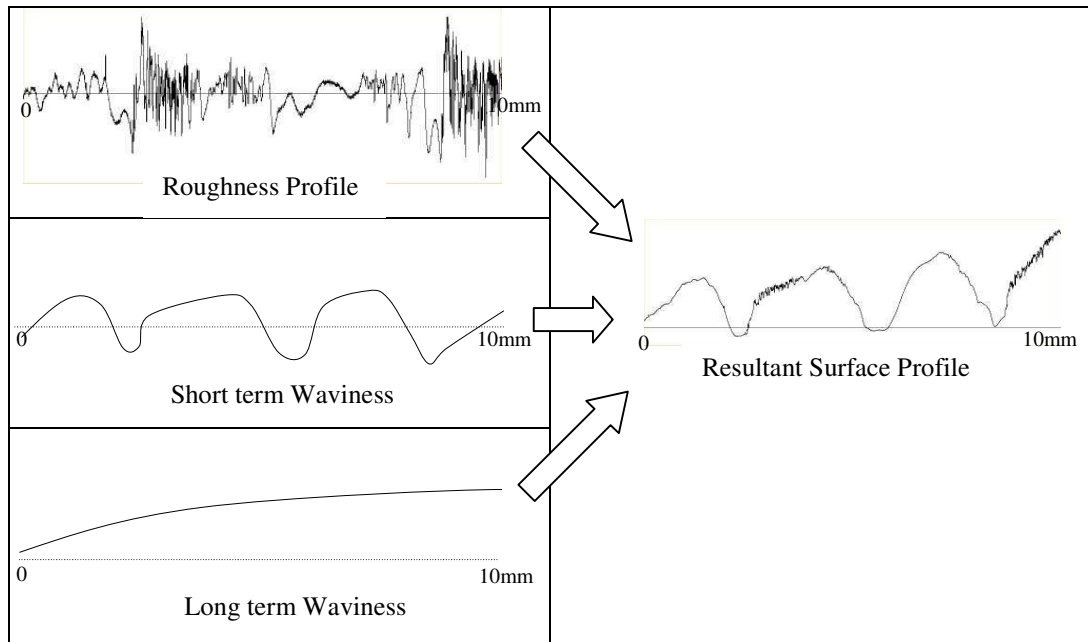 0
10mm
Roughness Profile
0
10mm
Short term Waviness
0
10mm
Long term Waviness
0
10mm
Resultant Surface Profile